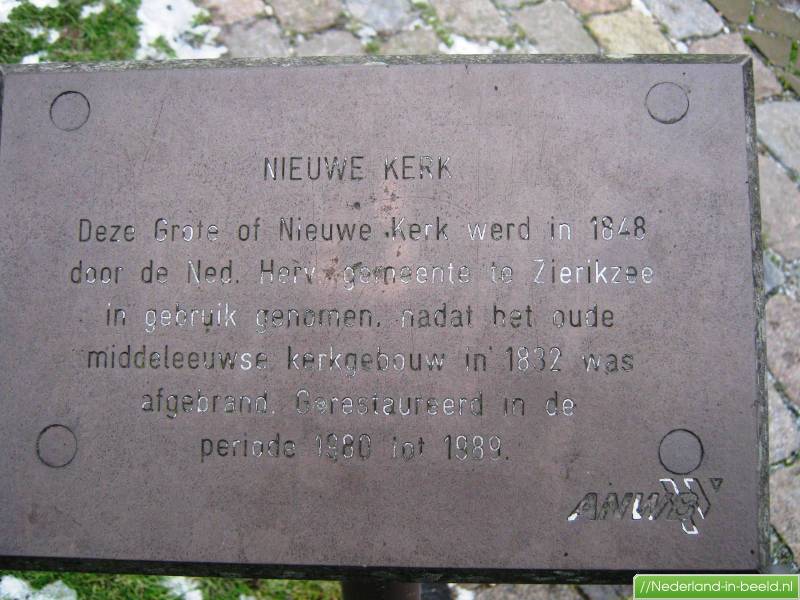 NIEUWE KERK
Deze Grote of Nieuwe Kerk werd in 1848
door de Ned. Herv. gemeente te Zierikzee
in gebruik genomen, nadat het oude
middeleeuwse kerkgebouw in 1832 was
afgebrand. Gerestaureerd in de
periode 1980 tot 1989.
ANWB
//Nederland-in-beeld.nl